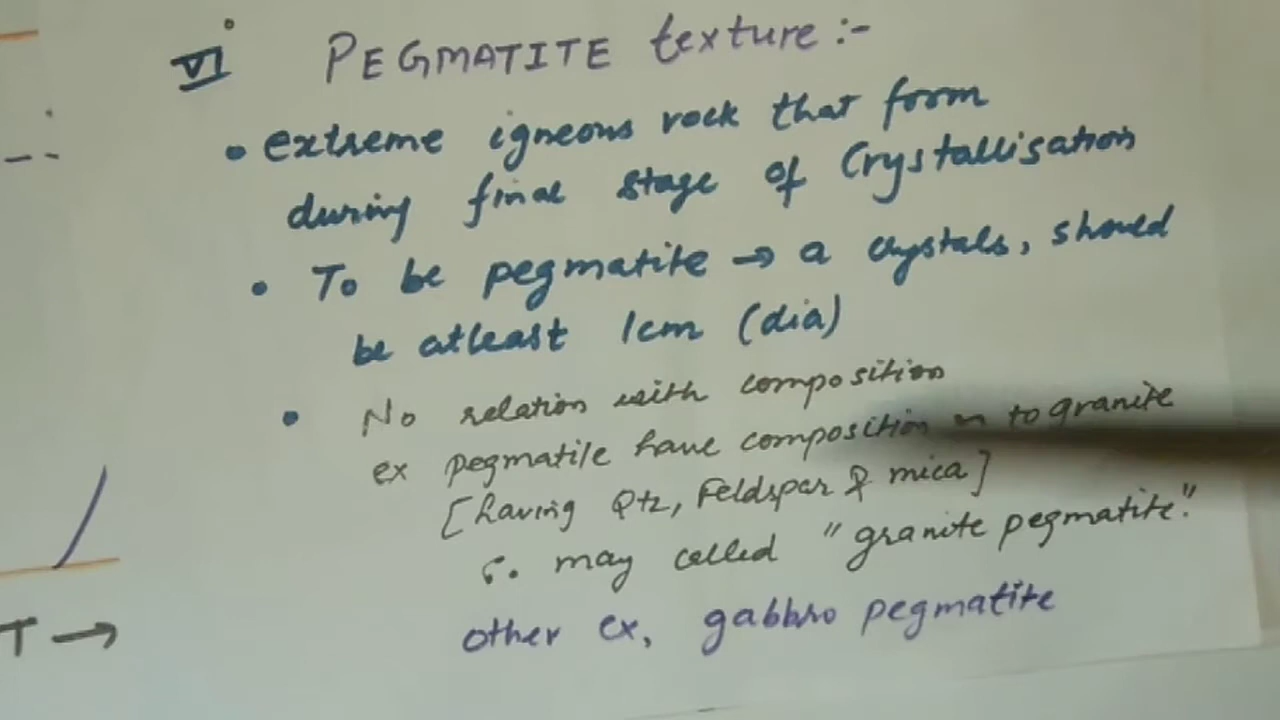 VI PEGMATITE texture :-
• extreme igneous rock that form
during final stage of Crystallisation
• To be pegmatite → a crystals, should
be atleast 1cm (dia)
• No relation with composition
ex pegmatite have composition to granite
[having Qtz, Feldspar & mica]
∴ may called "granite pegmatite".
other ex, gabbro pegmatite
T →